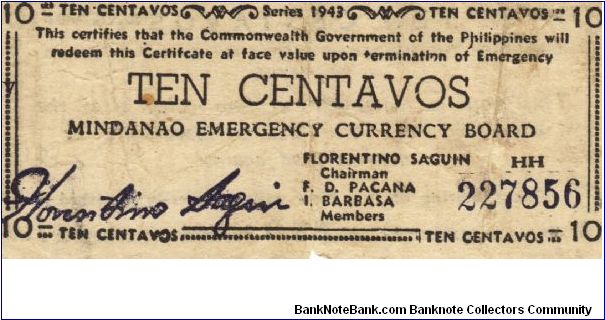 10 TEN CENTAVOS Series 1943 TEN CENTAVOS 10
This certifies that the Commonwealth Government of the Philippines will
redeem this Certifcate at face value upon termination of Emergency
TEN CENTAVOS
MINDANAO EMERGENCY CURRENCY BOARD
FLORENTINO SAGUIN HH
Chairman
F. D. PACANA 227856
I. BARBASA
Members
Florentino Saguin
10 TEN CENTAVOS TEN CENTAVOS 10
BankNoteBank.com Banknote Collectors Community